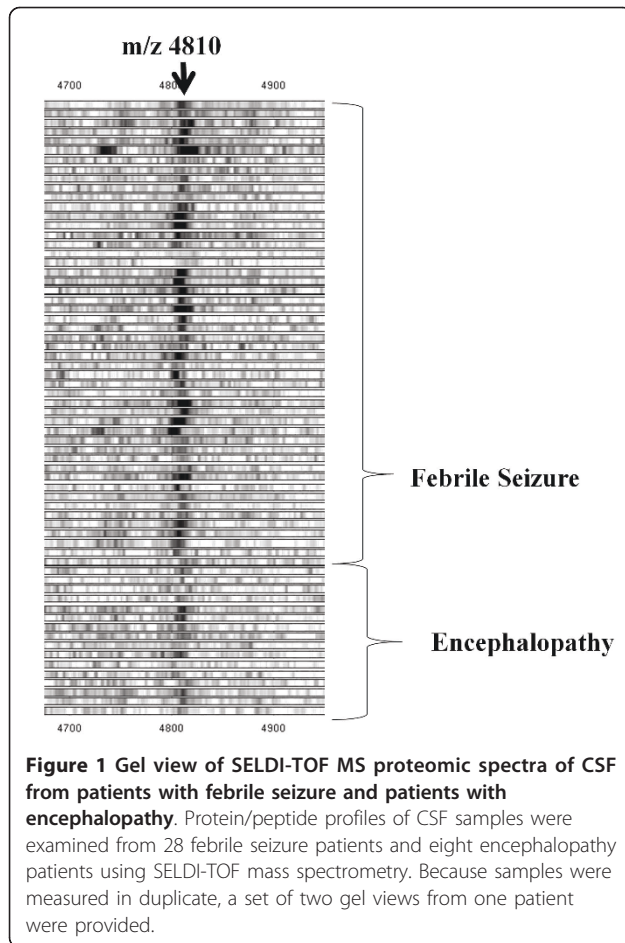 m/z 4810
4700 4800 4900
Febrile Seizure
Encephalopathy
4700 4800 4900
Figure 1 Gel view of SELDI-TOF MS proteomic spectra of CSF
from patients with febrile seizure and patients with
encephalopathy. Protein/peptide profiles of CSF samples were
examined from 28 febrile seizure patients and eight encephalopathy
patients using SELDI-TOF mass spectrometry. Because samples were
measured in duplicate, a set of two gel views from one patient
were provided.